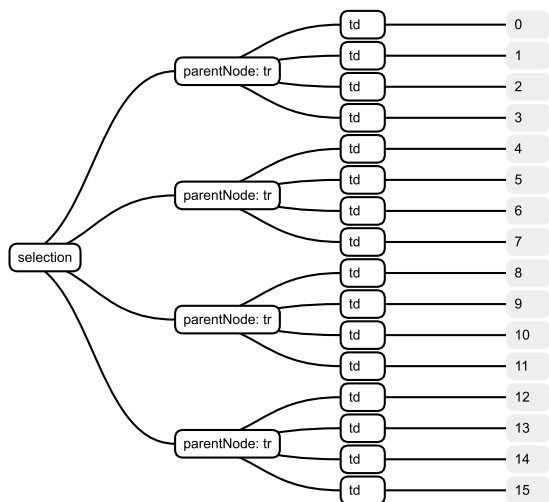 td 0
parentNode: tr td 1
td 2
td 3
td 4
parentNode: tr td 5
td 6
td 7
selection
td 8
parentNode: tr td 9
td 10
td 11
td 12
parentNode: tr td 13
td 14
td 15